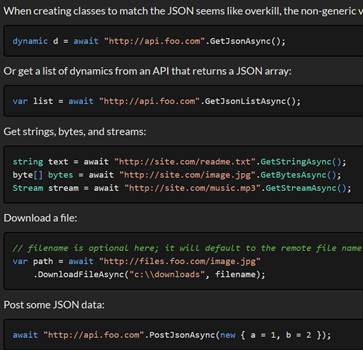 When creating classes to match the JSON seems like overkill, the non-generic v
dynamic d = await "http://api.foo.com".GetJsonAsync();
Or get a list of dynamics from an API that returns a JSON array:
var list = await "http://api.foo.com".GetJsonListAsync();
Get strings, bytes, and streams:
string text = await "http://site.com/readme.txt".GetStringAsync();
byte[] bytes = await "http://site.com/image.jpg".GetBytesAsync();
Stream stream = await "http://site.com/music.mp3".GetStreamAsync();
Download a file:
// filename is optional here; it will default to the remote file name
var path = await "http://files.foo.com/image.jpg"
.DownloadFileAsync("c:\\downloads", filename);
Post some JSON data:
await "http://api.foo.com".PostJsonAsync(new { a = 1, b = 2 });